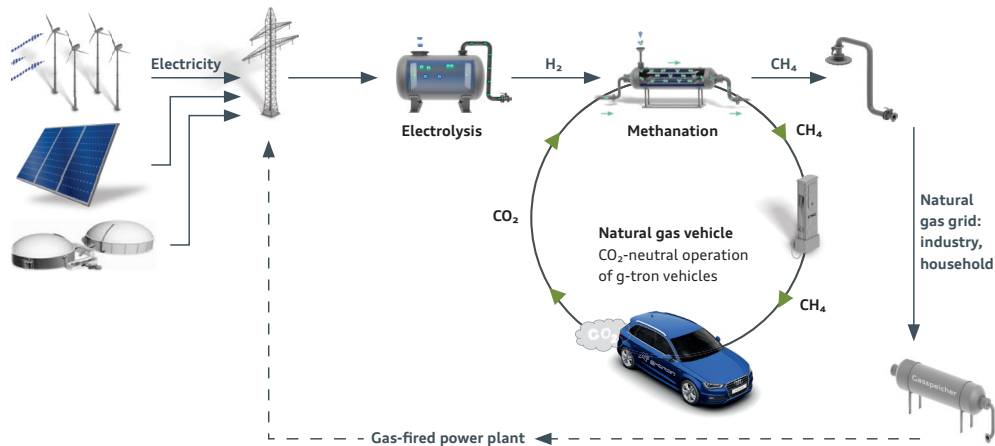 Electricity
H₂
CH₄
Electrolysis
Methanation
CH₄
CO₂
Natural gas vehicle
CO₂-neutral operation
of g-tron vehicles
Natural
gas grid:
industry,
household
CH₄
CO₂
g-tron
Gasspeicher
Gas-fired power plant